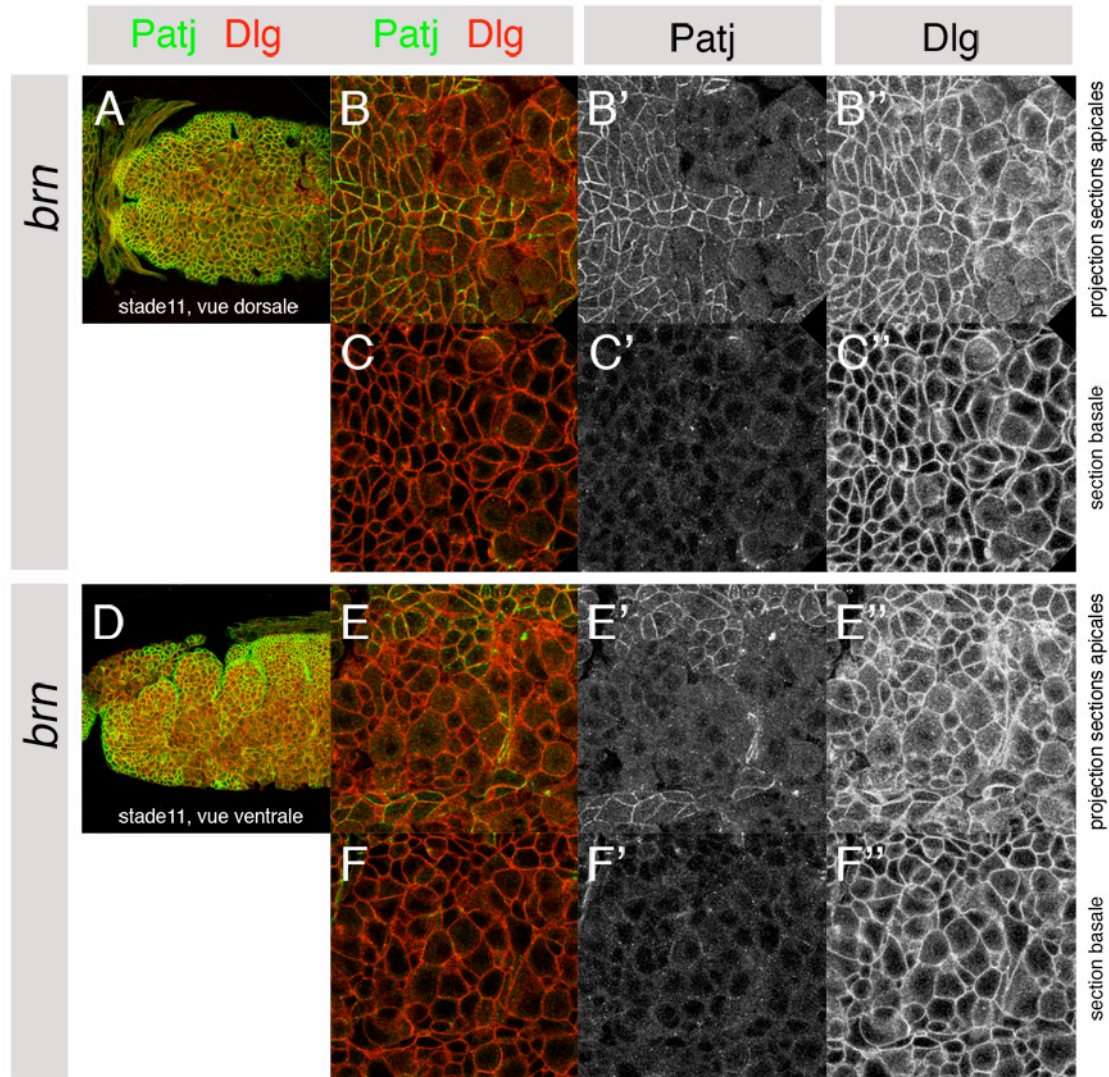 Patj Dlg
Patj Dlg
Patj
Dlg
brn
A
stade11, vue dorsale
B
B’
B”
projection sections apicales
C
C’
C”
section basale
brn
D
stade11, vue ventrale
E
E’
E”
projection sections apicales
F
F’
F”
section basale